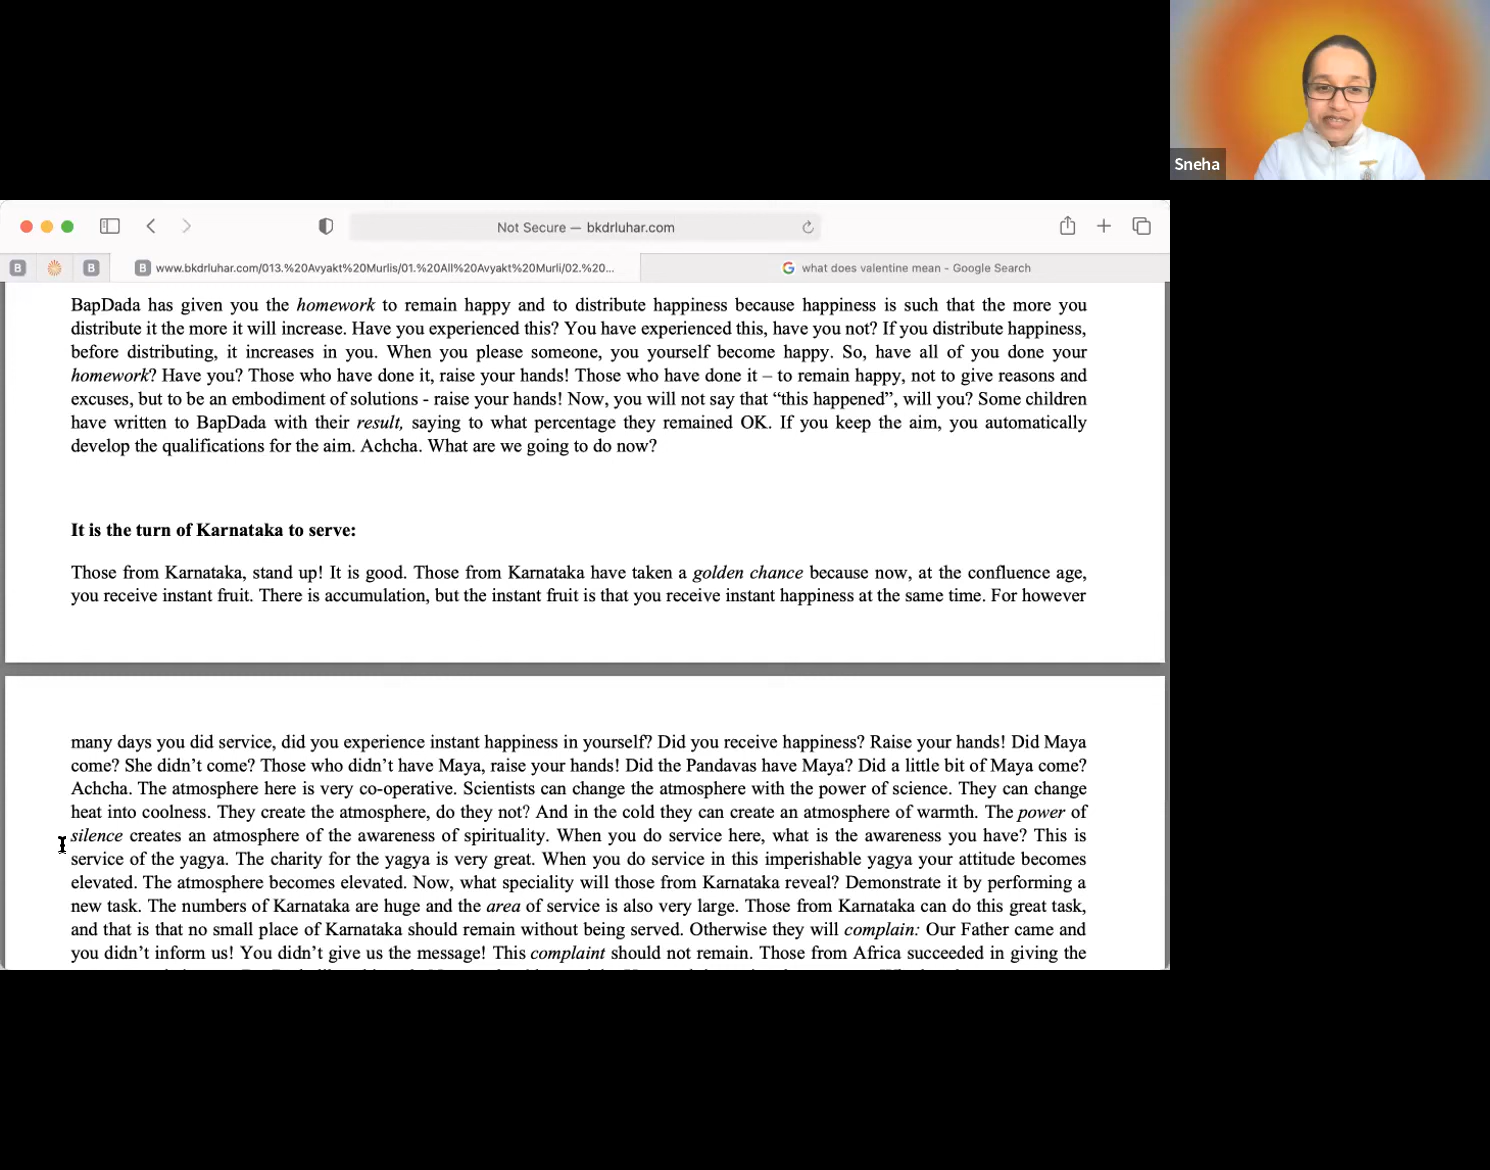 Sneha
Not Secure — bkdrluhar.com
B
B
B www.bkdrluhar.com/013.%20Avyakt%20Murlis/01.%20All%20Avyakt%20Murli/02.%20...
G what does valentine mean - Google Search
BapDada has given you the homework to remain happy and to distribute happiness because happiness is such that the more you
distribute it the more it will increase. Have you experienced this? You have experienced this, have you not? If you distribute happiness,
before distributing, it increases in you. When you please someone, you yourself become happy. So, have all of you done your
homework? Have you? Those who have done it, raise your hands! Those who have done it – to remain happy, not to give reasons and
excuses, but to be an embodiment of solutions - raise your hands! Now, you will not say that “this happened”, will you? Some children
have written to BapDada with their result, saying to what percentage they remained OK. If you keep the aim, you automatically
develop the qualifications for the aim. Achcha. What are we going to do now?
It is the turn of Karnataka to serve:
Those from Karnataka, stand up! It is good. Those from Karnataka have taken a golden chance because now, at the confluence age,
you receive instant fruit. There is accumulation, but the instant fruit is that you receive instant happiness at the same time. For however
many days you did service, did you experience instant happiness in yourself? Did you receive happiness? Raise your hands! Did Maya
come? She didn’t come? Those who didn’t have Maya, raise your hands! Did the Pandavas have Maya? Did a little bit of Maya come?
Achcha. The atmosphere here is very co-operative. Scientists can change the atmosphere with the power of science. They can change
heat into coolness. They create the atmosphere, do they not? And in the cold they can create an atmosphere of warmth. The power of
silence creates an atmosphere of the awareness of spirituality. When you do service here, what is the awareness you have? This is
service of the yagya. The charity for the yagya is very great. When you do service in this imperishable yagya your attitude becomes
elevated. The atmosphere becomes elevated. Now, what speciality will those from Karnataka reveal? Demonstrate it by performing a
new task. The numbers of Karnataka are huge and the area of service is also very large. Those from Karnataka can do this great task,
and that is that no small place of Karnataka should remain without being served. Otherwise they will complain: Our Father came and
you didn’t inform us! You didn’t give us the message! This complaint should not remain. Those from Africa succeeded in giving the